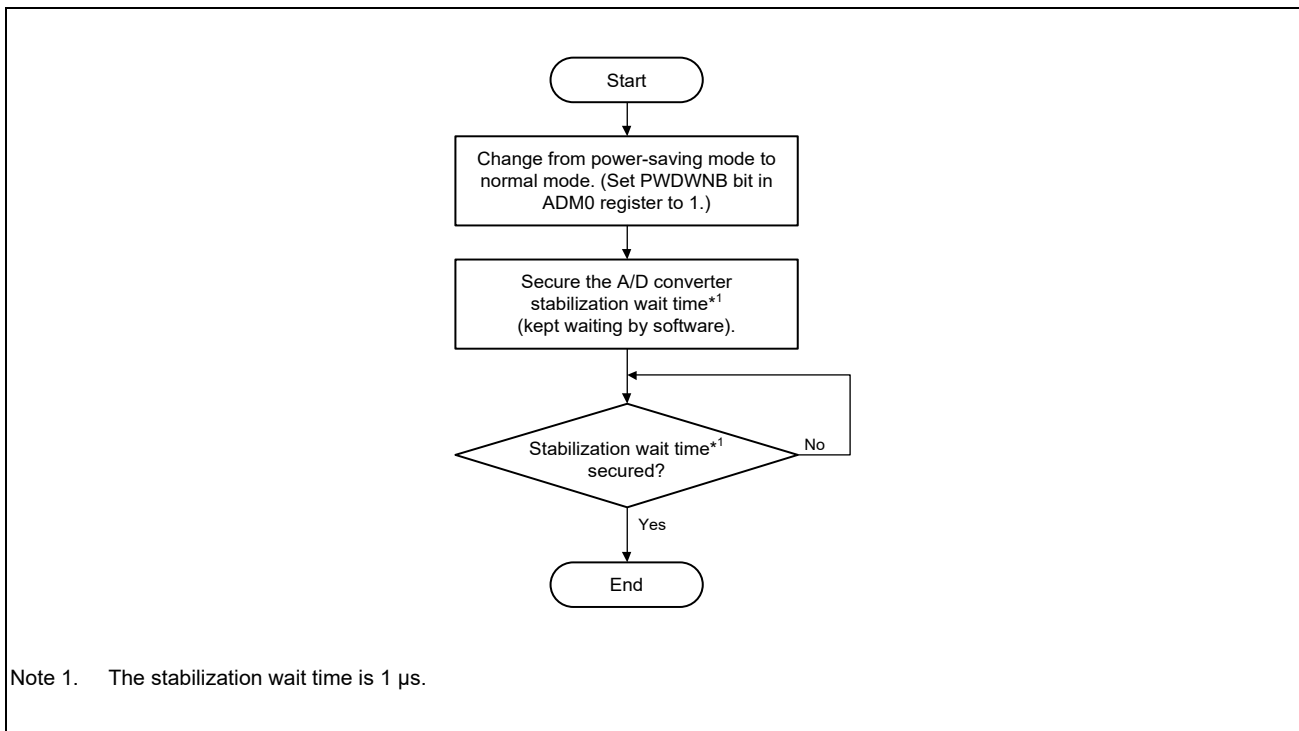 Start
Change from power-saving mode to
normal mode. (Set PWDWNB bit in
ADM0 register to 1.)
Secure the A/D converter
stabilization wait time*1
(kept waiting by software).
Stabilization wait time*1
secured?
No
Yes
End
Note 1. The stabilization wait time is 1 μs.